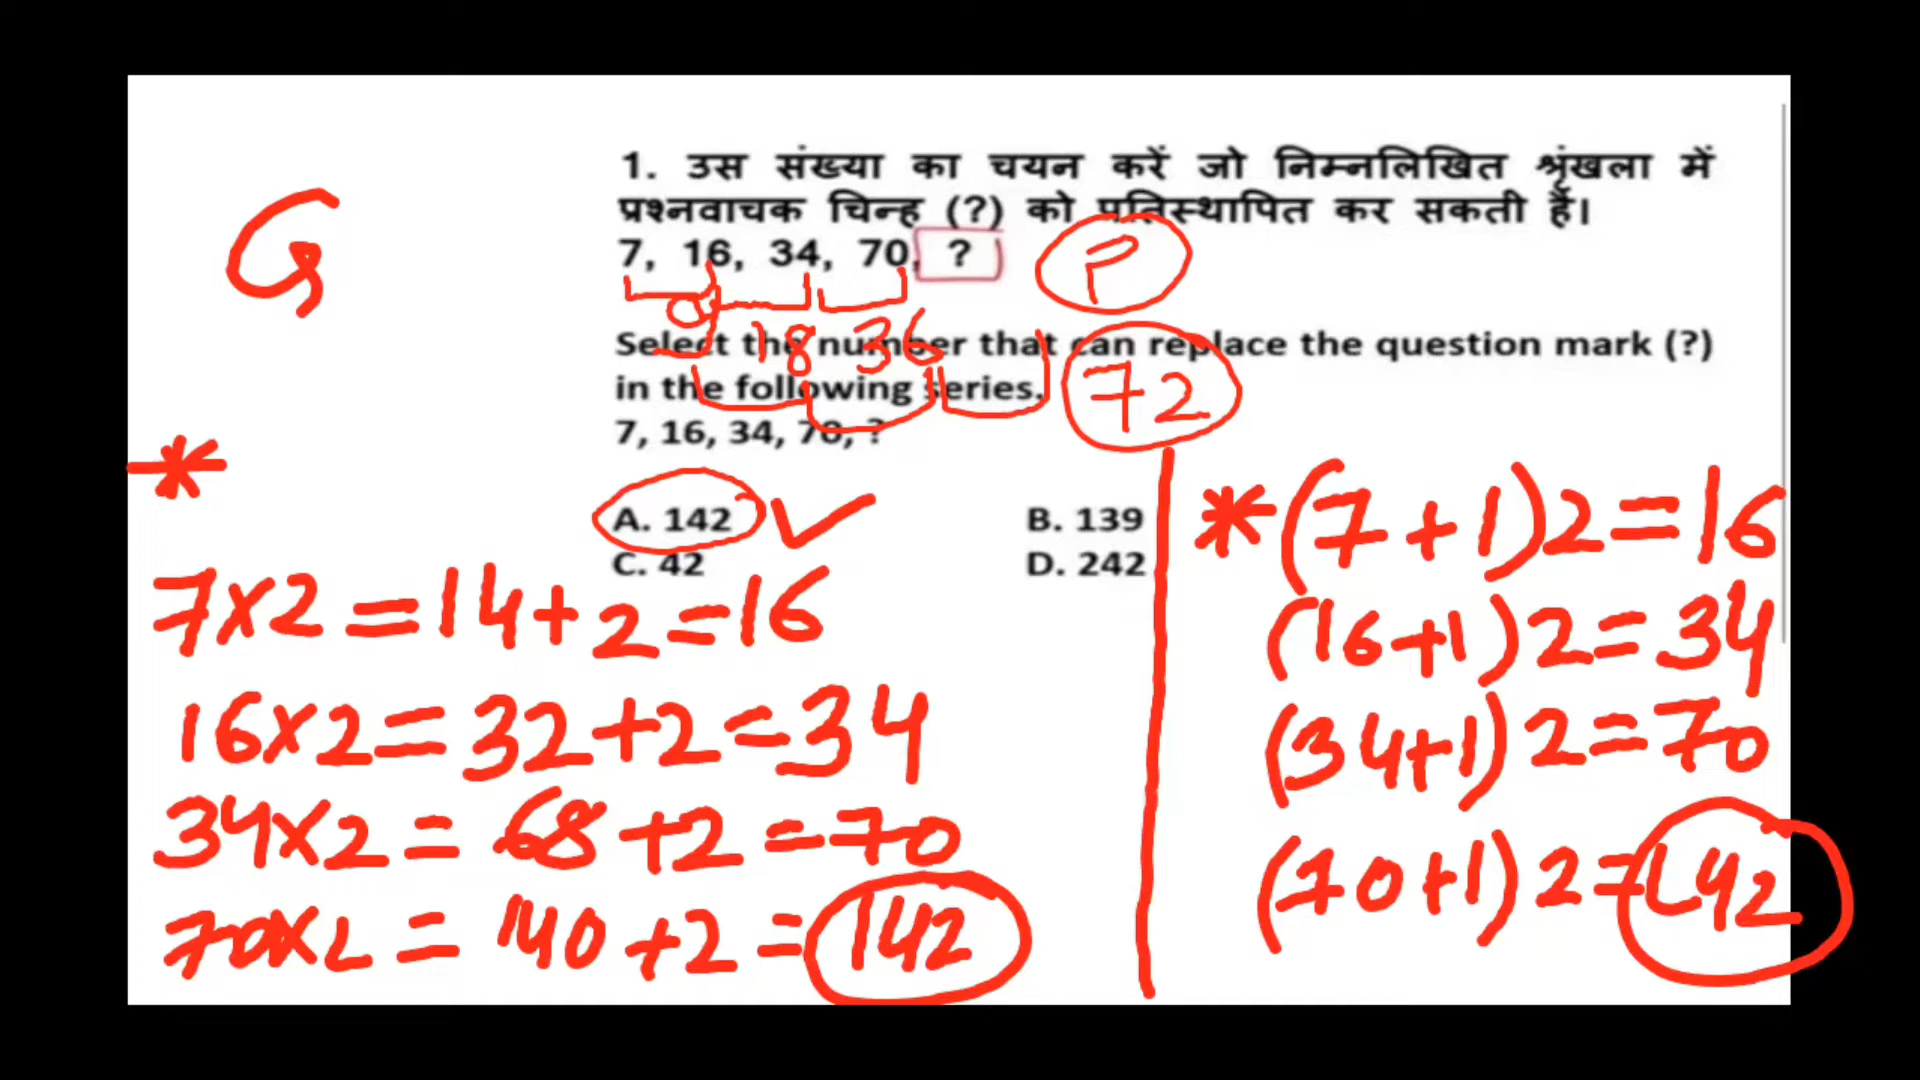 G
1. उस संख्या का चयन करें जो निम्नलिखित श्रृंखला में
प्रश्नवाचक चिन्ह (?) को प्रतिस्थापित कर सकती है।
7, 16, 34, 70, ?
P
9 18 36
72
Select the number that can replace the question mark (?)
in the following series.
7, 16, 34, 70, ?
A. 142 B. 139
C. 42 D. 242
*
7x2 = 14+2=16
16x2=32+2=34
34x2= 68+2=70
70x2 = 140+2=142
*(7+1)2=16
(16+1)2=34
(34+1)2=70
(70+1)2=142